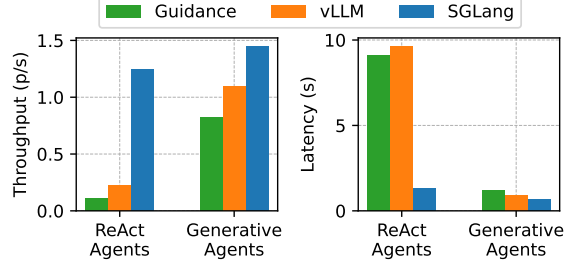 Guidance vLLM SGLang
Throughput (p/s)
1.5
1.0
0.5
0.0
ReAct Agents
Generative Agents
Latency (s)
10
5
0
ReAct Agents
Generative Agents